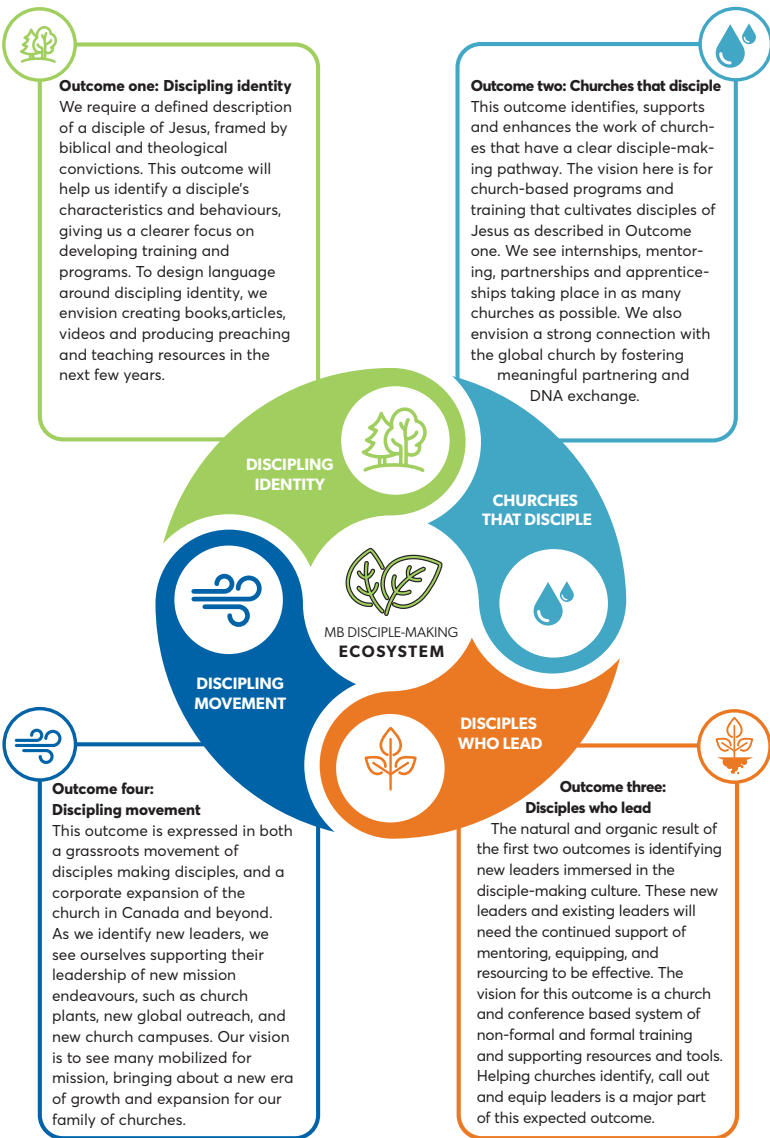 Outcome one: Discipling identity
We require a defined description
of a disciple of Jesus, framed by
biblical and theological
convictions. This outcome will
help us identify a disciple's
characteristics and behaviours,
giving us a clearer focus on
developing training and
programs. To design language
around discipling identity, we
envision creating books,articles,
videos and producing preaching
and teaching resources in the
next few years.
Outcome two: Churches that disciple
This outcome identifies, supports
and enhances the work of church-
es that have a clear disciple-mak-
ing pathway. The vision here is for
church-based programs and
training that cultivates disciples of
Jesus as described in Outcome
one. We see internships, mentor-
ing, partnerships and apprentice-
ships taking place in as many
churches as possible. We also
envision a strong connection with
the global church by fostering
meaningful partnering and
DNA exchange.
DISCIPLING
IDENTITY
CHURCHES
THAT DISCIPLE
MB DISCIPLE-MAKING
ECOSYSTEM
DISCIPLING
MOVEMENT
DISCIPLES
WHO LEAD
Outcome four:
Discipling movement
This outcome is expressed in both
a grassroots movement of
disciples making disciples, and a
corporate expansion of the
church in Canada and beyond.
As we identify new leaders, we
see ourselves supporting their
leadership of new mission
endeavours, such as church
plants, new global outreach, and
new church campuses. Our vision
is to see many mobilized for
mission, bringing about a new era
of growth and expansion for our
family of churches.
Outcome three:
Disciples who lead
The natural and organic result of
the first two outcomes is identifying
new leaders immersed in the
disciple-making culture. These new
leaders and existing leaders will
need the continued support of
mentoring, equipping, and
resourcing to be effective. The
vision for this outcome is a church
and conference based system of
non-formal and formal training
and supporting resources and tools.
Helping churches identify, call out
and equip leaders is a major part
of this expected outcome.